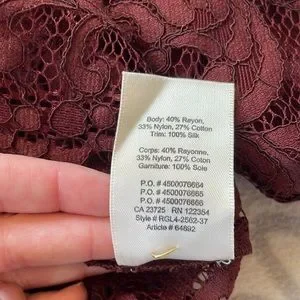 Body: 40% Rayon,
33% Nylon, 27% Cotton
Trim: 100% Silk
Corps: 40% Rayonne,
33% Nylon, 27% Coton
Garniture: 100% Soie
P.O. # 4500076664
P.O. # 4500076665
P.O. # 4500076666
CA 23725 RN 122354
Style # RGL4-2502-37
Article # 64892